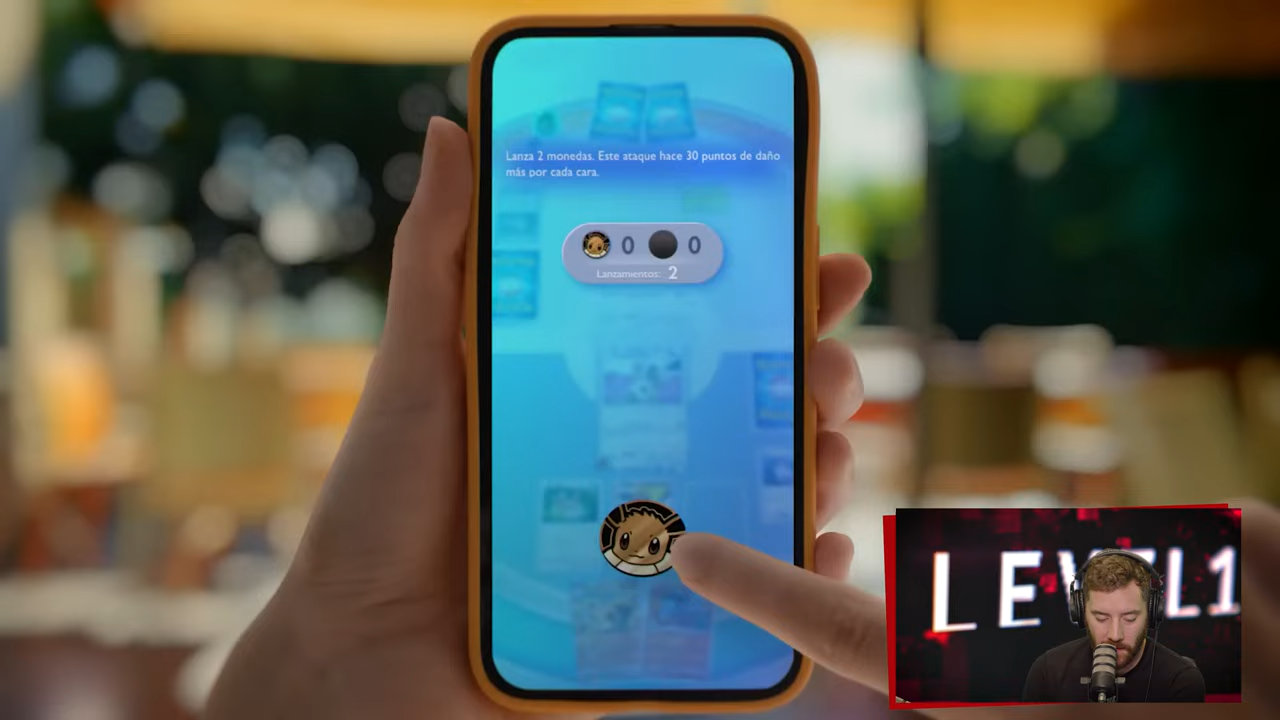 Lanza 2 monedas. Este ataque hace 30 puntos de daño
más por cada cara.
0 0
Lanzamientos: 2
LEVEL1